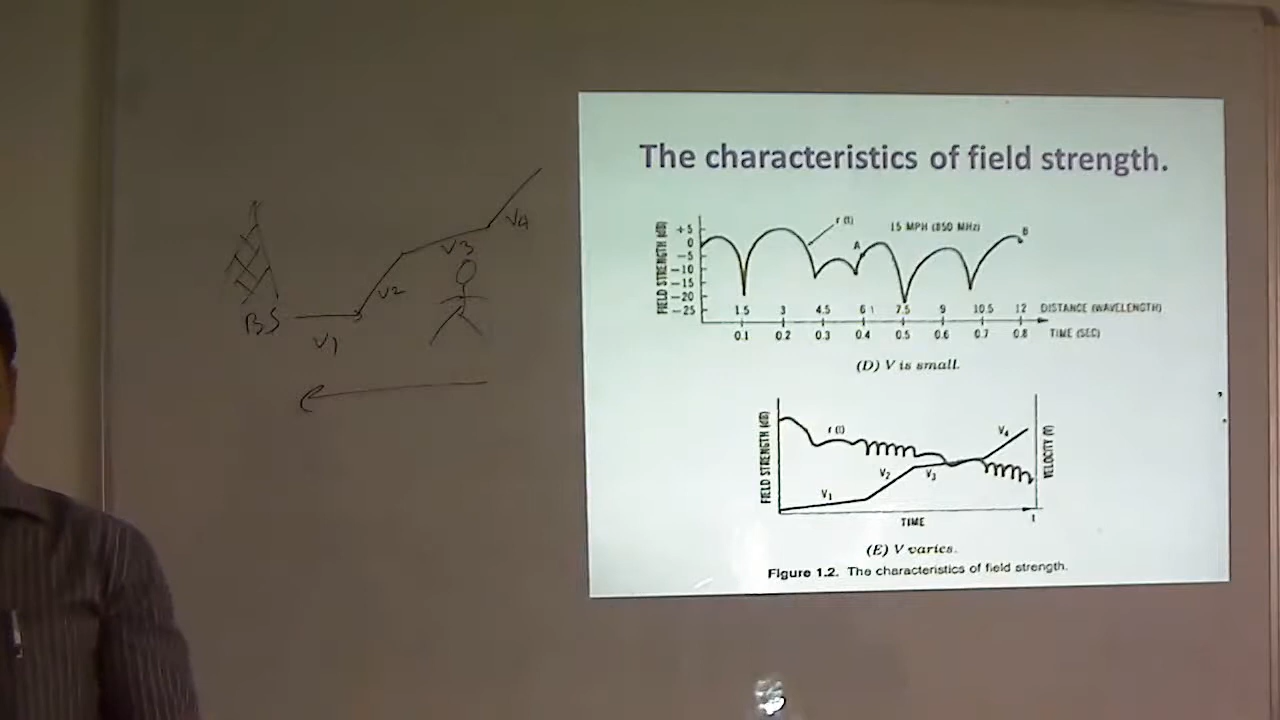 BS
V1
V2
V3
V4
The characteristics of field strength.
FIELD STRENGTH (dB)
+5
0
-5
-10
-15
-20
-25
r (t)
A
15 MPH (850 MHz)
B
1.5 3 4.5 6 7.5 9 10.5 12 DISTANCE (WAVELENGTH)
0.1 0.2 0.3 0.4 0.5 0.6 0.7 0.8 TIME (SEC)
(D) V is small.
FIELD STRENGTH (dB)
r (t)
V1
V2
V3
V4
VELOCITY (V)
TIME
t
(E) V varies.
Figure 1.2. The characteristics of field strength.